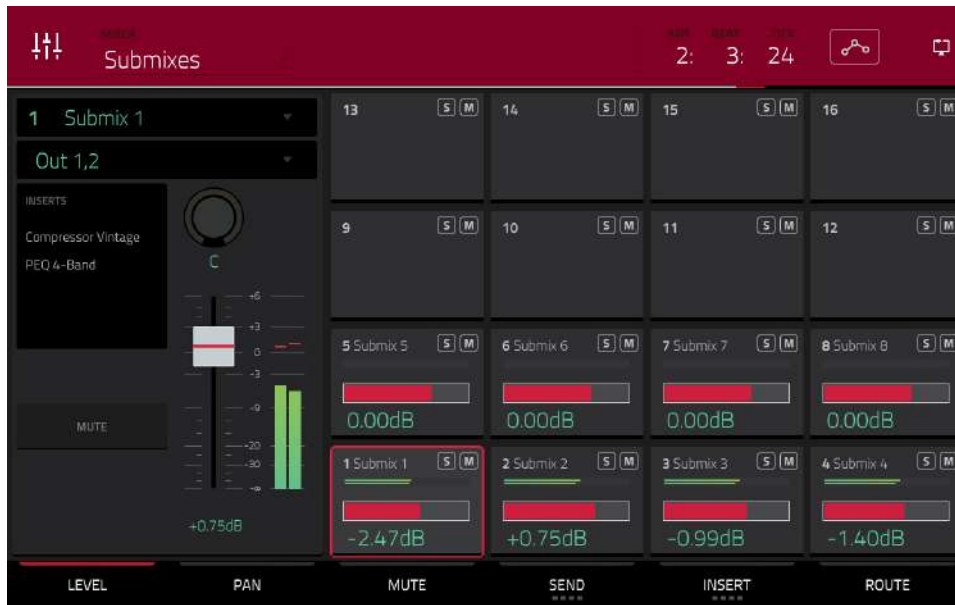 MIXER
Submixes
BAR BEAT TICK
2: 3: 24
1 Submix 1
Out 1,2
INSERTS
Compressor Vintage
PEQ 4-Band
C
+6
+3
0
-3
-9
-20
-30
-∞
MUTE
+0.75dB
13 S M
14 S M
15 S M
16 S M
9 S M
10 S M
11 S M
12 S M
5 Submix 5 S M
0.00dB
6 Submix 6 S M
0.00dB
7 Submix 7 S M
0.00dB
8 Submix 8 S M
0.00dB
1 Submix 1 S M
-2.47dB
2 Submix 2 S M
+0.75dB
3 Submix 3 S M
-0.99dB
4 Submix 4 S M
-1.40dB
LEVEL PAN MUTE SEND INSERT ROUTE